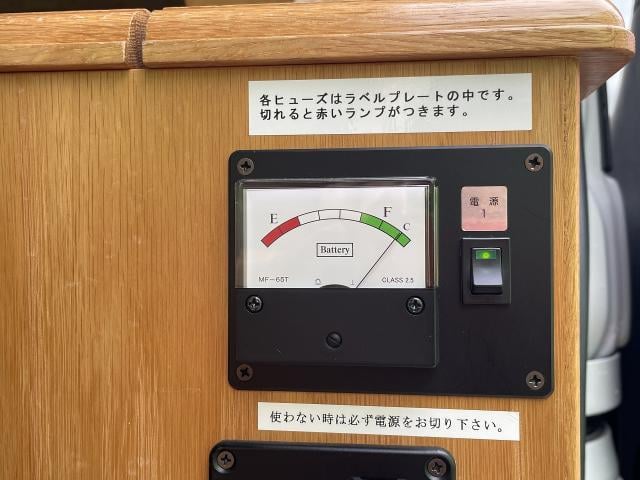 各ヒューズはラベルプレートの中です。
切れると赤いランプがつきます。
電源
1
E
F
C
Battery
MF-65T
CLASS 2.5
使わない時は必ず電源をお切り下さい。